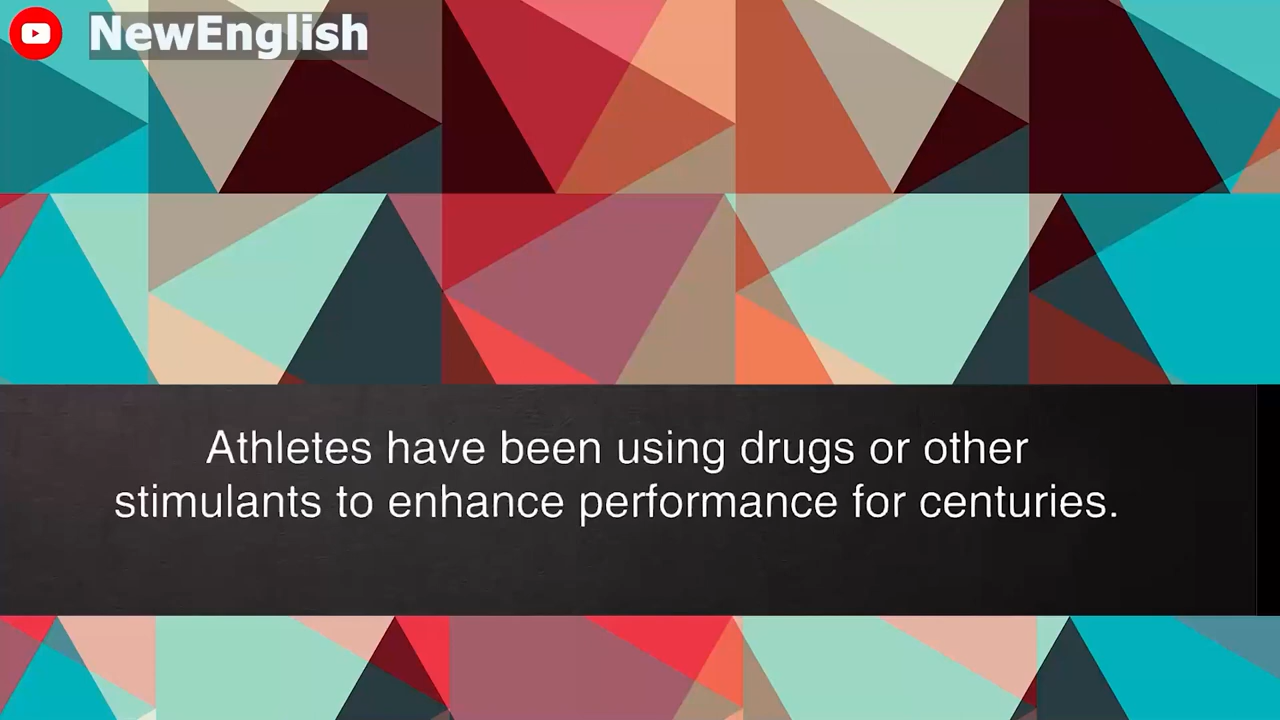 NewEnglish
Athletes have been using drugs or other
stimulants to enhance performance for centuries.